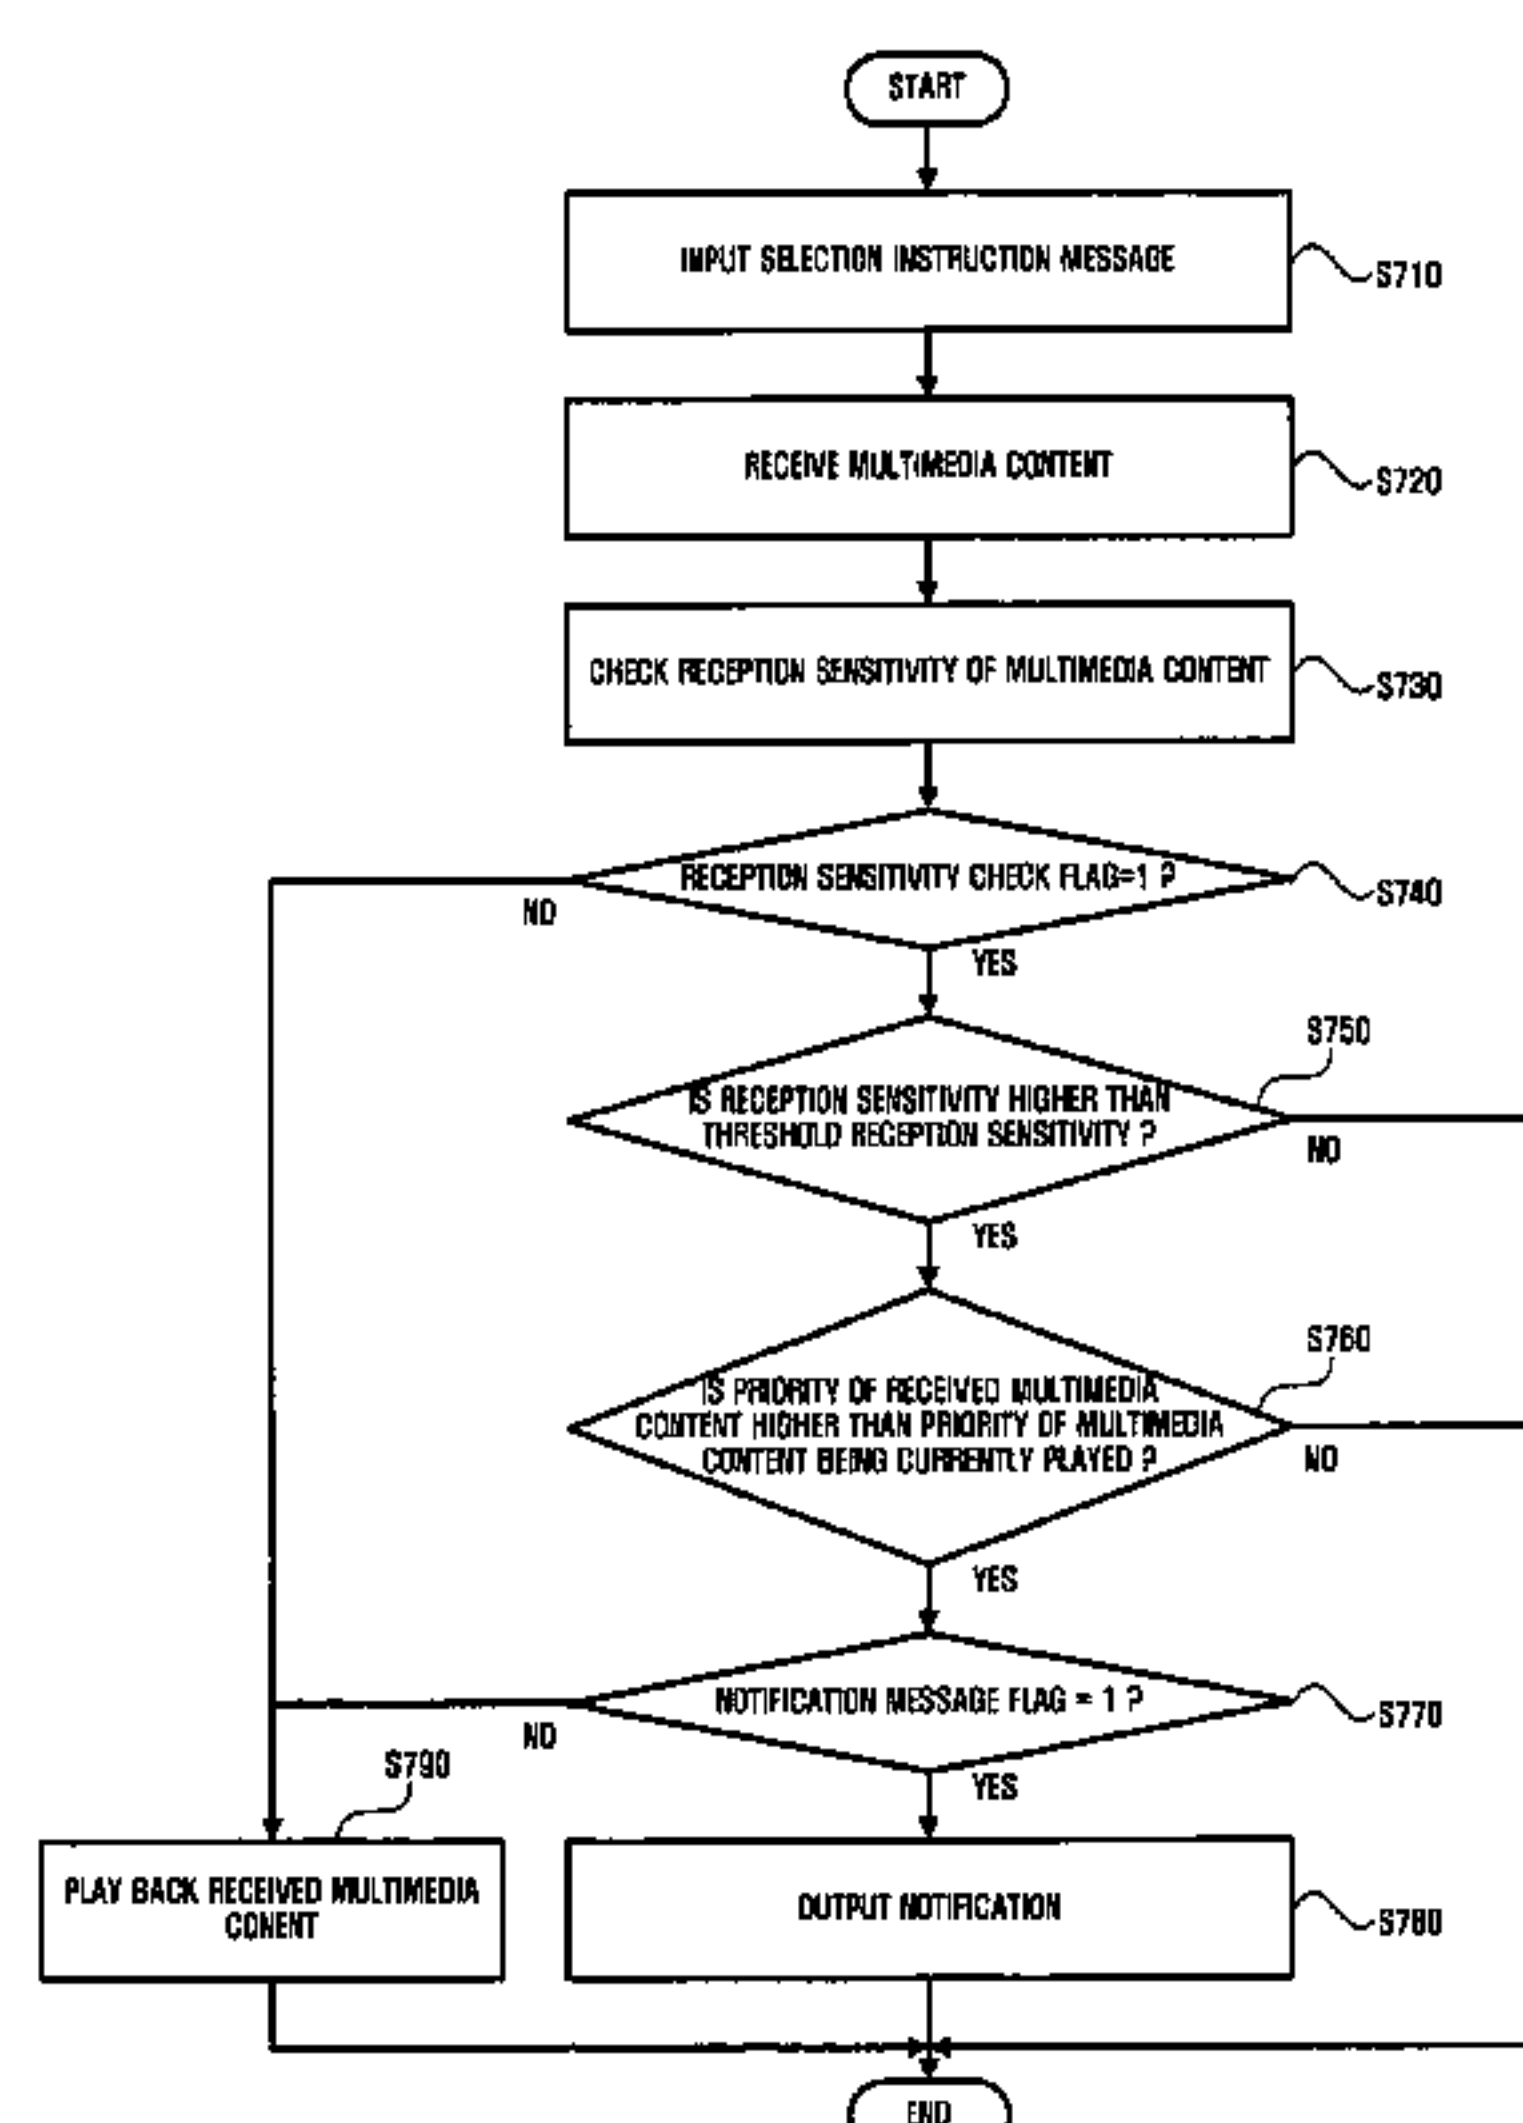 START
INPUT SELECTION INSTRUCTION MESSAGE
S710
RECEIVE MULTIMEDIA CONTENT
S720
CHECK RECEPTION SENSITIVITY OF MULTIMEDIA CONTENT
S730
RECEPTION SENSITIVITY CHECK FLAG=1 ?
S740
NO
YES
S750
IS RECEPTION SENSITIVITY HIGHER THAN
THRESHOLD RECEPTION SENSITIVITY ?
NO
YES
S760
IS PRIORITY OF RECEIVED MULTIMEDIA
CONTENT HIGHER THAN PRIORITY OF MULTIMEDIA
CONTENT BEING CURRENTLY PLAYED ?
NO
YES
NOTIFICATION MESSAGE FLAG = 1 ?
S770
NO
YES
S790
PLAY BACK RECEIVED MULTIMEDIA
CONENT
OUTPUT NOTIFICATION
S780
END